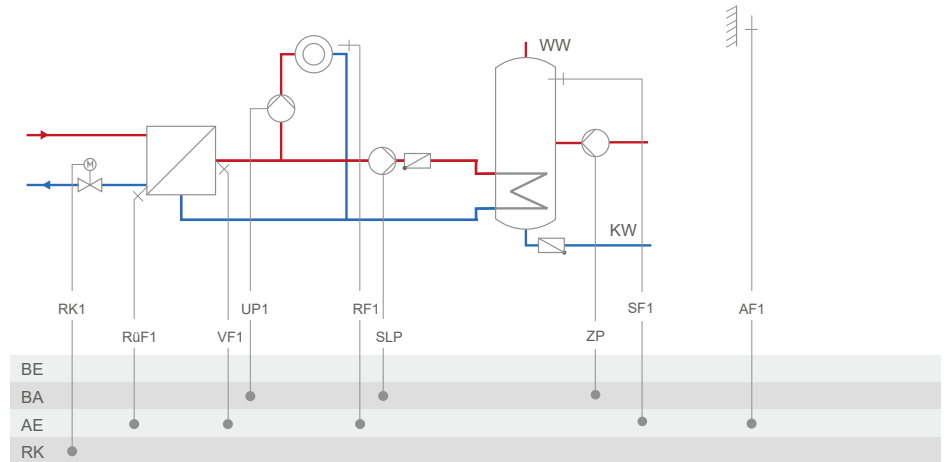 WW
M
KW
RK1 UP1 RF1 SF1 AF1
RüF1 VF1 SLP ZP
BE
BA
AE
RK